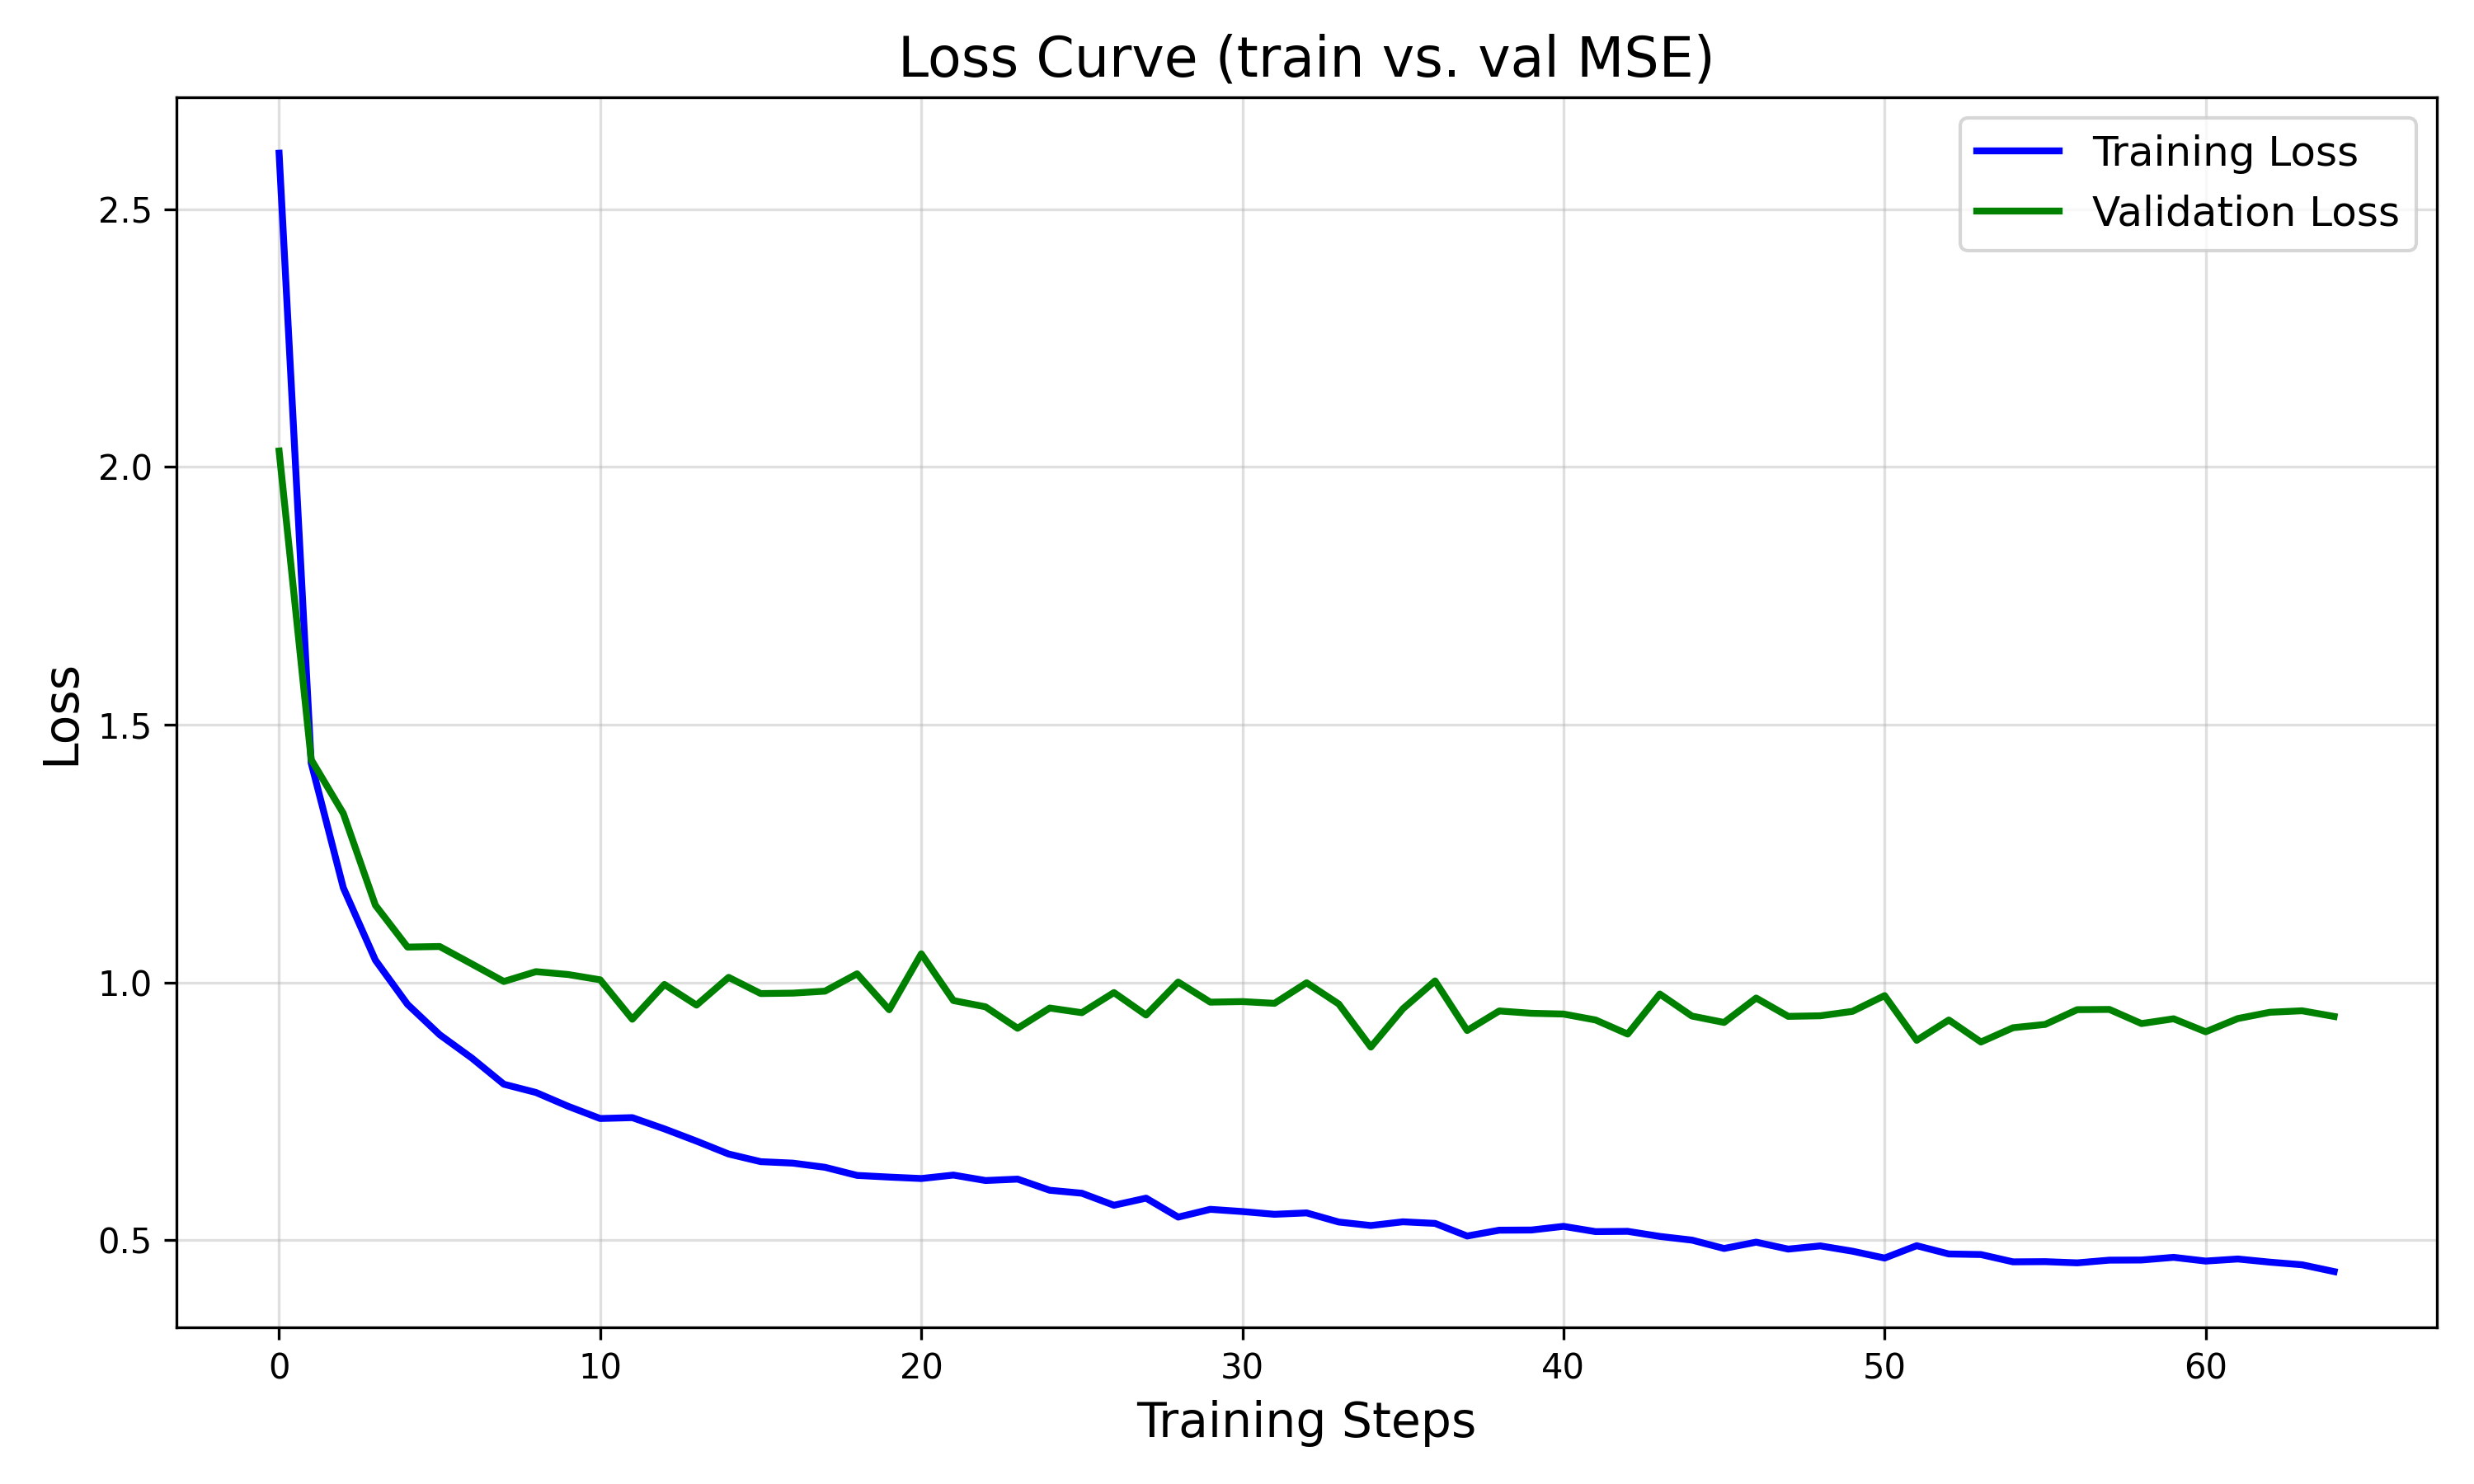 Loss Curve (train vs. val MSE)
Training Loss
Validation Loss
2.5
2.0
1.5
1.0
0.5
Loss
0 10 20 30 40 50 60
Training Steps